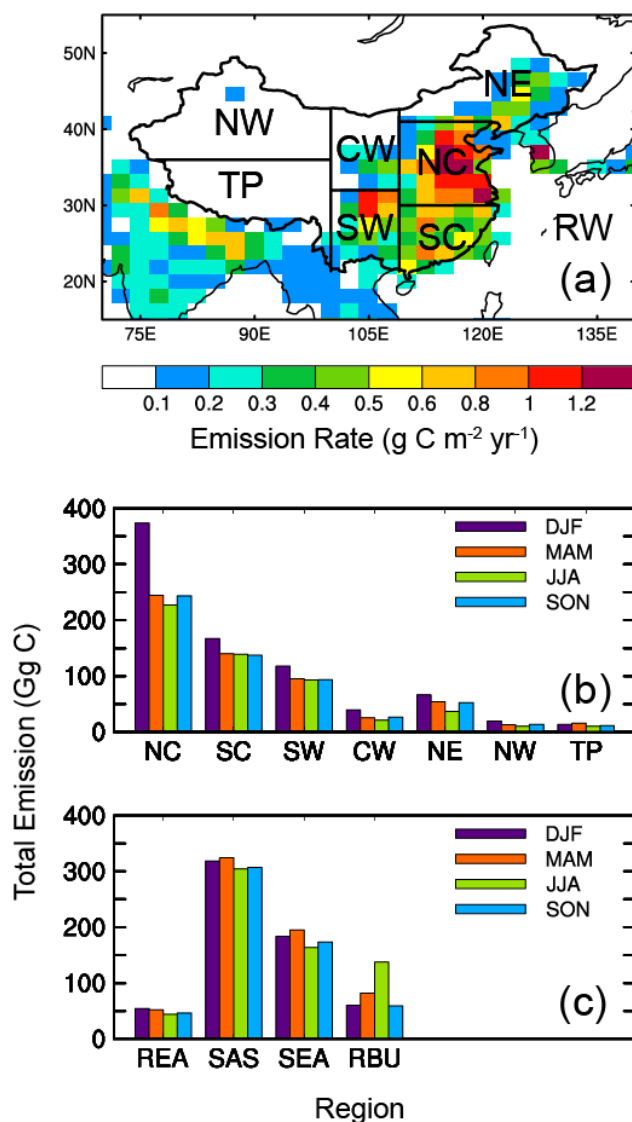 50N
40N
30N
20N
NE
NW
CW
NC
TP
SW
SC
RW
(a)
75E 90E 105E 120E 135E
0.1 0.2 0.3 0.4 0.5 0.6 0.8 1 1.2
Emission Rate (g C m⁻² yr⁻¹)
Total Emission (Gg C)
400
300
200
100
0
DJF
MAM
JJA
SON
(b)
NC SC SW CW NE NW TP
400
300
200
100
0
DJF
MAM
JJA
SON
(c)
REA SAS SEA RBU
Region